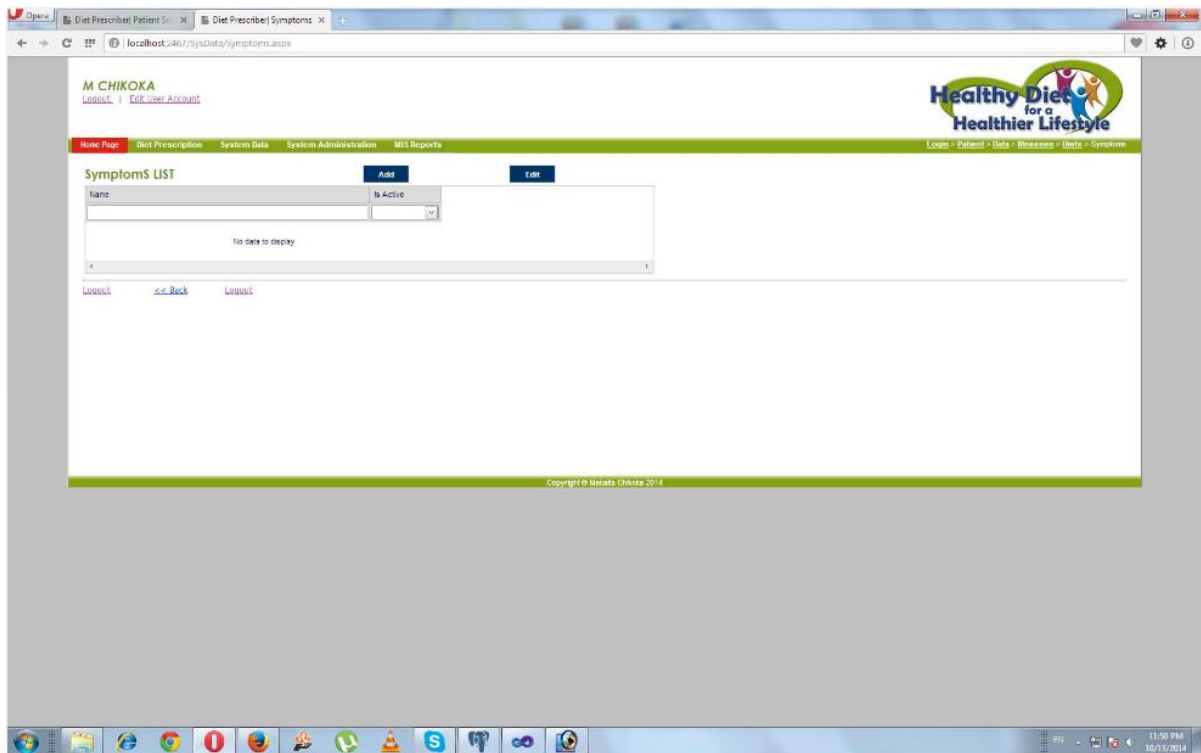 Opera
Diet Prescriber| Patient Se
Diet Prescriber| Symptoms
localhost:2467/SysData/Symptoms.aspx
M CHIKOKA
Logout | Edit User Account
Healthy Diet
for a
Healthier Lifestyle
Home Page Diet Prescription System Data System Administration MIS Reports
Login > Patient > Data > Illnesses > Diets > Symptoms
SymptomS LIST
Add
Edit
Name
Is Active
No data to display
Logout << Back Logout
Copyright © Makaita Chikoka 2014
EN
11:50 PM
10/13/2014